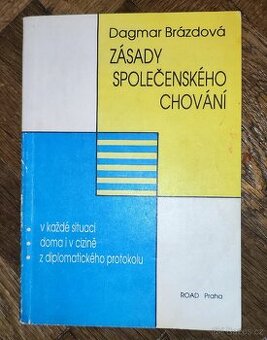 Dagmar Brázdová
ZÁSADY
SPOLEČENSKÉHO
CHOVÁNÍ
v každé situaci
doma i v cizině
z diplomatického protokolu
ROAD Praha